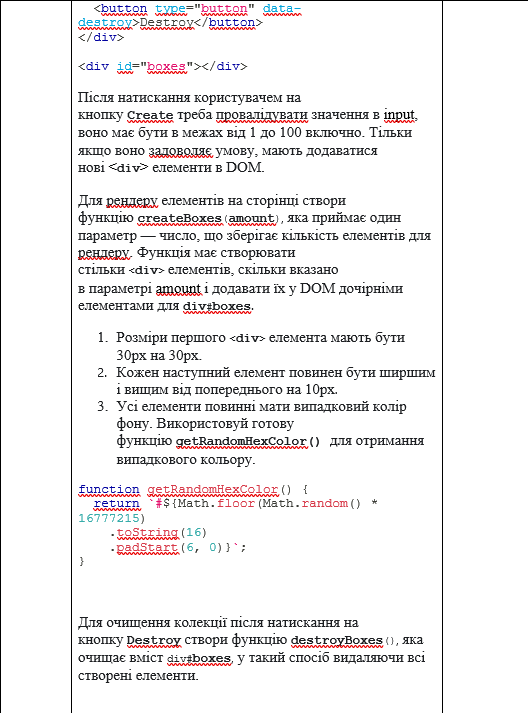 <button type="button" data-
destroy>Destroy</button>
</div>
<div id="boxes"></div>
Після натискання користувачем на
кнопку Create треба провалідувати значення в input,
воно має бути в межах від 1 до 100 включно. Тільки
якщо воно задоволяє умову, мають додаватися
нові <div> елементи в DOM.
Для рендеру елементів на сторінці створи
функцію createBoxes(amount), яка приймає один
параметр — число, що зберігає кількість елементів для
рендеру. Функція має створювати
стільки <div> елементів, скільки вказано
в параметрі amount і додавати їх у DOM дочірніми
елементами для div#boxes.
1. Розміри першого <div> елемента мають бути
30px на 30px.
2. Кожен наступний елемент повинен бути ширшим
і вищим від попереднього на 10px.
3. Усі елементи повинні мати випадковий колір
фону. Використовуй готову
функцію getRandomHexColor() для отримання
випадкового кольору.
function getRandomHexColor() {
return `#${Math.floor(Math.random() *
16777215)
.toString(16)
.padStart(6, 0)}`;
}
Для очищення колекції після натискання на
кнопку Destroy створи функцію destroyBoxes(), яка
очищає вміст div#boxes, у такий спосіб видаляючи всі
створені елементи.